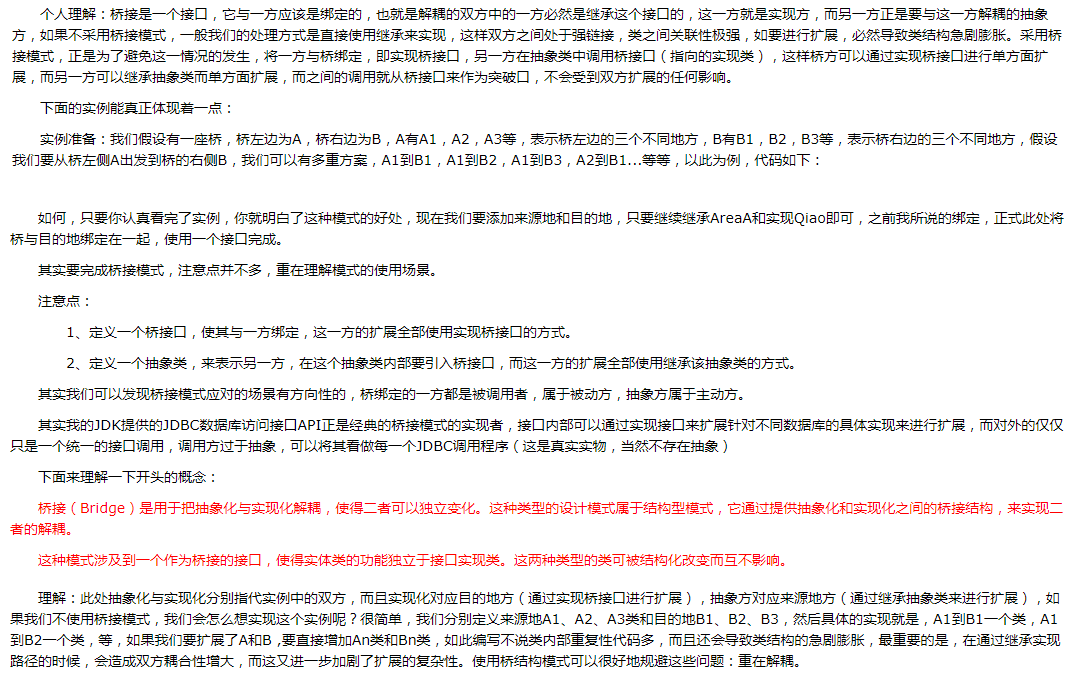 个人理解：桥接是一个接口，它与一方应该是绑定的，也就是解耦的双方中的一方必然是继承这个接口的，这一方就是实现方，而另一方正是要与这一方解耦的抽象
方，如果不采用桥接模式，一般我们的处理方式是直接使用继承来实现，这样双方之间处于强链接，类之间关联性极强，如要进行扩展，必然导致类结构急剧膨胀。采用桥
接模式，正是为了避免这一情况的发生，将一方与桥绑定，即实现桥接口，另一方在抽象类中调用桥接口（指向的实现类），这样桥方可以通过实现桥接口进行单方面扩
展，而另一方可以继承抽象类而单方面扩展，而之间的调用就从桥接口来作为突破口，不会受到双方扩展的任何影响。
下面的实例能真正体现着一点：
实例准备：我们假设有一座桥，桥左边为A，桥右边为B，A有A1，A2，A3等，表示桥左边的三个不同地方，B有B1，B2，B3等，表示桥右边的三个不同地方，假设
我们要从桥左侧A出发到桥的右侧B，我们可以有多重方案，A1到B1，A1到B2，A1到B3，A2到B1...等等，以此为例，代码如下：
如何，只要你认真看完了实例，你就明白了这种模式的好处，现在我们要添加来源地和目的地，只要继续继承AreaA和实现Qiao即可，之前我所说的绑定，正式此处将
桥与目的地绑定在一起，使用一个接口完成。
其实要完成桥接模式，注意点并不多，重在理解模式的使用场景。
注意点：
1、定义一个桥接口，使其与一方绑定，这一方的扩展全部使用实现桥接口的方式。
2、定义一个抽象类，来表示另一方，在这个抽象类内部要引入桥接口，而这一方的扩展全部使用继承该抽象类的方式。
其实我们可以发现桥接模式应对的场景有方向性的，桥绑定的一方都是被调用者，属于被动方，抽象方属于主动方。
其实我的JDK提供的JDBC数据库访问接口API正是经典的桥接模式的实现者，接口内部可以通过实现接口来扩展针对不同数据库的具体实现来进行扩展，而对外的仅仅
只是一个统一的接口调用，调用方过于抽象，可以将其看做每一个JDBC调用程序（这是真实实物，当然不存在抽象）
下面来理解一下开头的概念：
桥接（Bridge）是用于把抽象化与实现化解耦，使得二者可以独立变化。这种类型的设计模式属于结构型模式，它通过提供抽象化和实现化之间的桥接结构，来实现二
者的解耦。
这种模式涉及到一个作为桥接的接口，使得实体类的功能独立于接口实现类。这两种类型的类可被结构化改变而互不影响。
理解：此处抽象化与实现化分别指代实例中的双方，而且实现化对应目的地方（通过实现桥接口进行扩展），抽象方对应来源地方（通过继承抽象类来进行扩展），如
果我们不使用桥接模式，我们会怎么想实现这个实例呢？很简单，我们分别定义来源地A1、A2、A3类和目的地B1、B2、B3，然后具体的实现就是，A1到B1一个类，A1
到B2一个类，等，如果我们要扩展了A和B ,要直接增加An类和Bn类，如此编写不说类内部重复性代码多，而且还会导致类结构的急剧膨胀，最重要的是，在通过继承实现
路径的时候，会造成双方耦合性增大，而这又进一步加剧了扩展的复杂性。使用桥结构模式可以很好地规避这些问题：重在解耦。